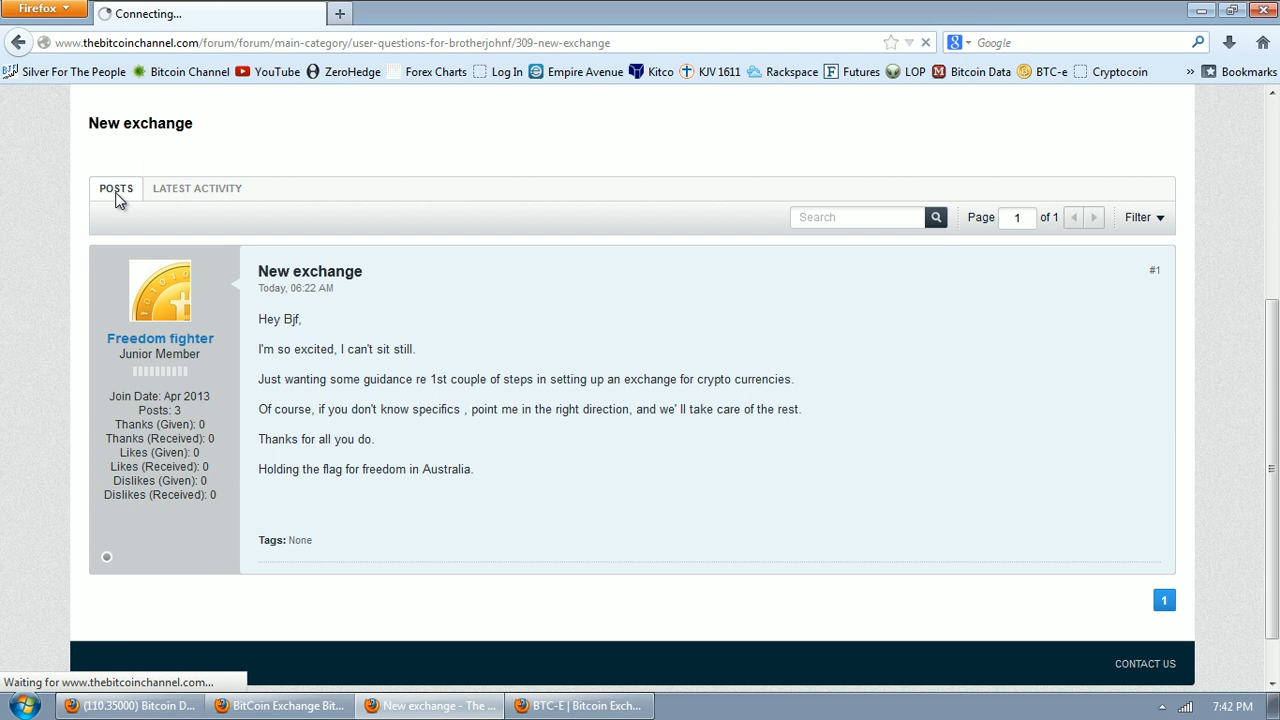 Firefox
Connecting...
www.thebitcoinchannel.com/forum/forum/main-category/user-questions-for-brotherjohnf/309-new-exchange
Google
Silver For The People
Bitcoin Channel
YouTube
ZeroHedge
Forex Charts
Log In
Empire Avenue
Kitco
KJV 1611
Rackspace
Futures
LOP
Bitcoin Data
BTC-e
Cryptocoin
»
Bookmarks
New exchange
POSTS
LATEST ACTIVITY
Search
Page 1 of 1
Filter
New exchange
#1
Today, 06:22 AM
Hey Bjf,
I'm so excited, I can't sit still.
Just wanting some guidance re 1st couple of steps in setting up an exchange for crypto currencies.
Of course, if you don't know specifics , point me in the right direction, and we' ll take care of the rest.
Thanks for all you do.
Holding the flag for freedom in Australia.
Tags: None
Freedom fighter
Junior Member
Join Date: Apr 2013
Posts: 3
Thanks (Given): 0
Thanks (Received): 0
Likes (Given): 0
Likes (Received): 0
Dislikes (Given): 0
Dislikes (Received): 0
1
CONTACT US
Waiting for www.thebitcoinchannel.com...
(110.35000) Bitcoin D...
BitCoin Exchange Bit...
New exchange - The ...
BTC-E | Bitcoin Exch...
7:42 PM